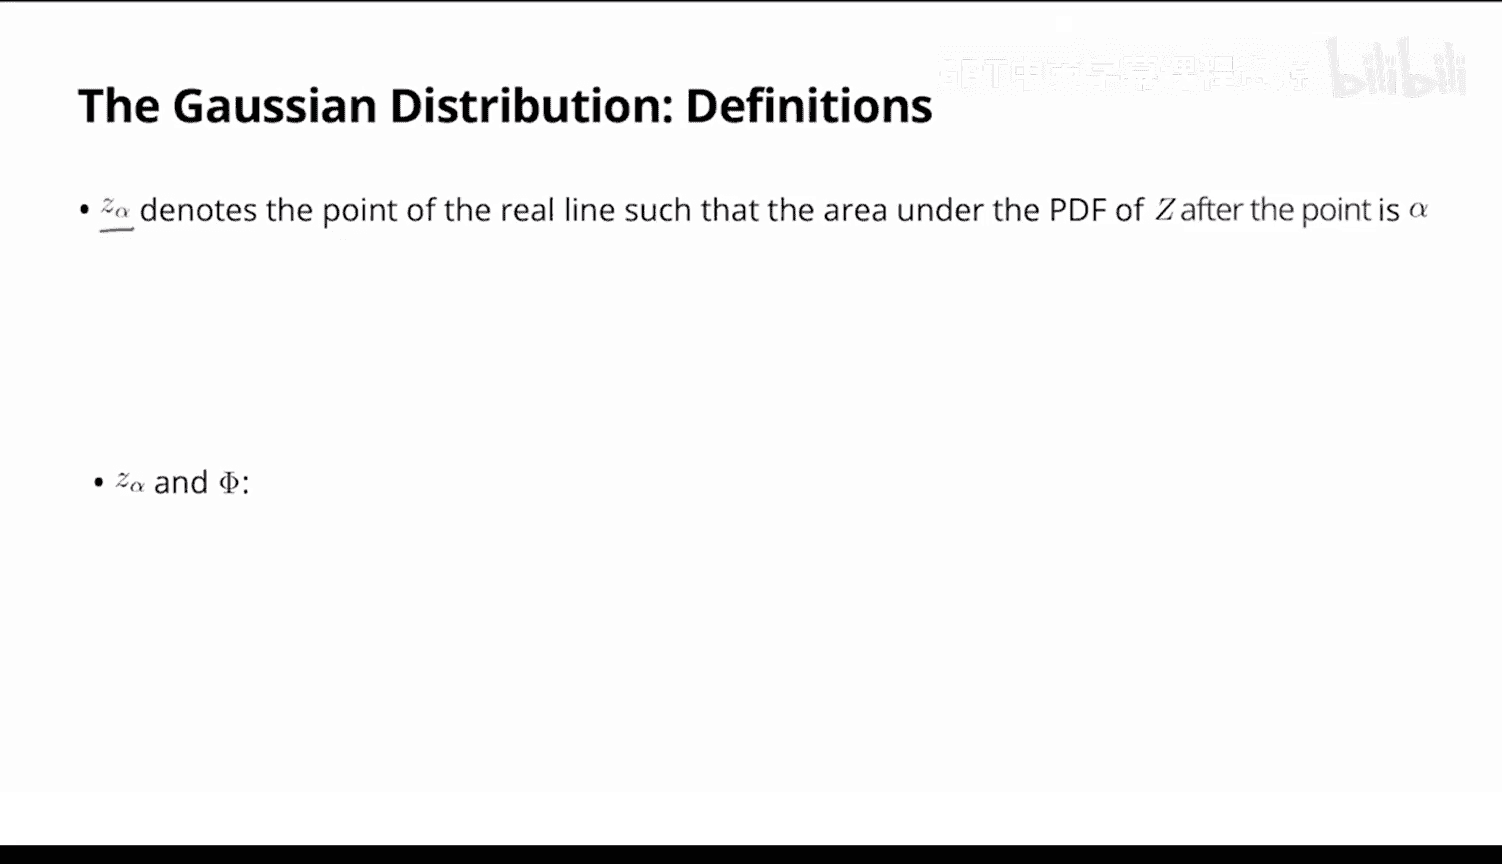 bilibili
The Gaussian Distribution: Definitions
• zα denotes the point of the real line such that the area under the PDF of Z after the point is α
• zα and Φ: